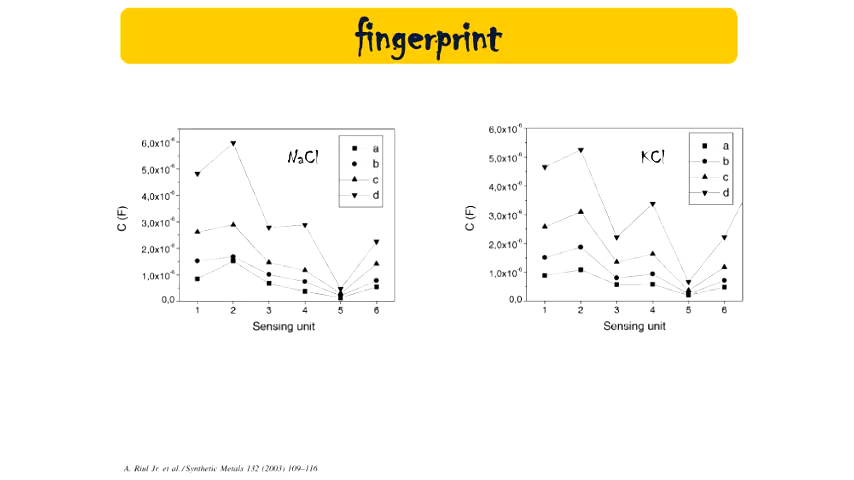 fingerprint
6,0x10⁻⁶
5,0x10⁻⁶
4,0x10⁻⁶
3,0x10⁻⁶
2,0x10⁻⁶
1,0x10⁻⁶
0,0
C (F)
NaCl
a
b
c
d
1 2 3 4 5 6
Sensing unit
6,0x10⁻⁶
5,0x10⁻⁶
4,0x10⁻⁶
3,0x10⁻⁶
2,0x10⁻⁶
1,0x10⁻⁶
0,0
C (F)
KCl
a
b
c
d
1 2 3 4 5 6
Sensing unit
A. Riul Jr. et al. / Synthetic Metals 132 (2003) 109–116